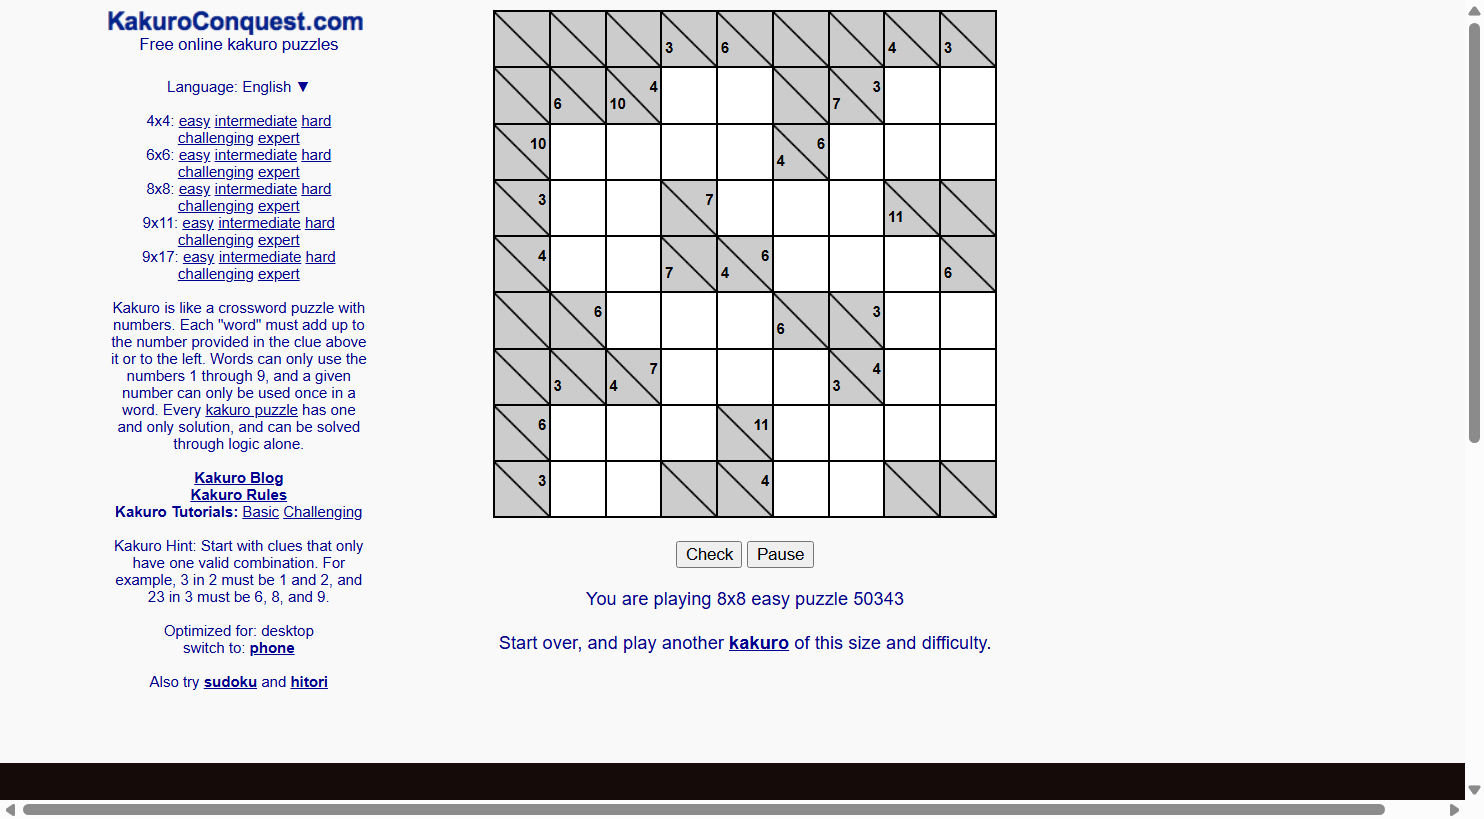 KakuroConquest.com
Free online kakuro puzzles
Language: English ▼
4x4: easy intermediate hard
challenging expert
6x6: easy intermediate hard
challenging expert
8x8: easy intermediate hard
challenging expert
9x11: easy intermediate hard
challenging expert
9x17: easy intermediate hard
challenging expert
Kakuro is like a crossword puzzle with
numbers. Each "word" must add up to
the number provided in the clue above
it or to the left. Words can only use the
numbers 1 through 9, and a given
number can only be used once in a
word. Every kakuro puzzle has one
and only solution, and can be solved
through logic alone.
Kakuro Blog
Kakuro Rules
Kakuro Tutorials: Basic Challenging
Kakuro Hint: Start with clues that only
have one valid combination. For
example, 3 in 2 must be 1 and 2, and
23 in 3 must be 6, 8, and 9.
Optimized for: desktop
switch to: phone
Also try sudoku and hitori
3 6 4 3
6 10 4 7 3
10 4 6
3 7 11
4 7 4 6 6
6 6 3
3 4 7 3 4
6 11
3 4
Check Pause
You are playing 8x8 easy puzzle 50343
Start over, and play another kakuro of this size and difficulty.